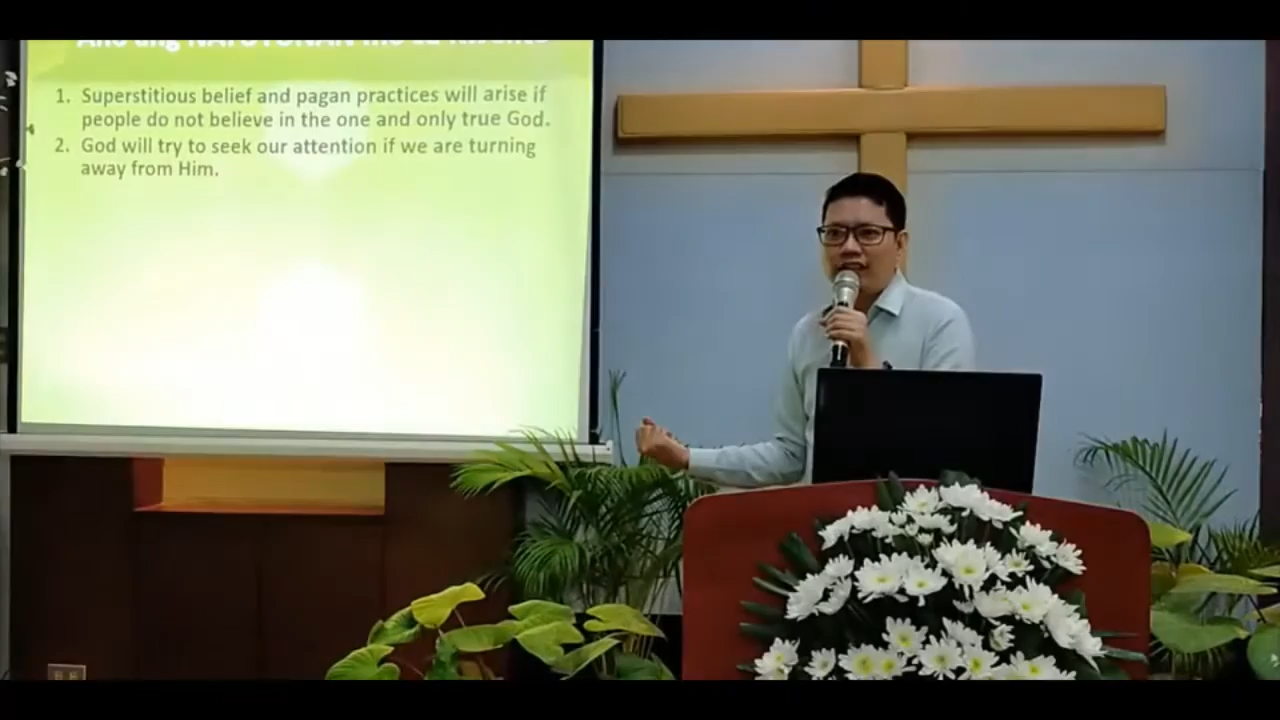 1. Superstitious belief and pagan practices will arise if
people do not believe in the one and only true God.
2. God will try to seek our attention if we are turning
away from Him.